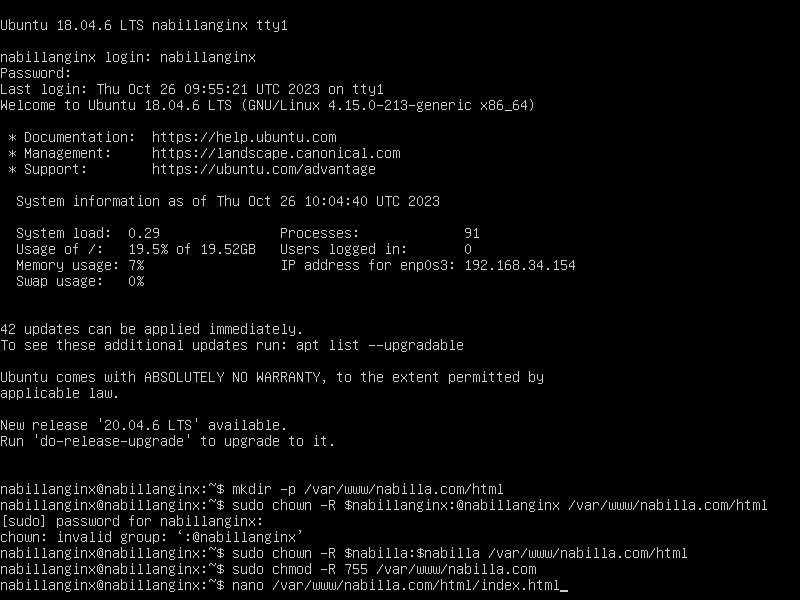 Ubuntu 18.04.6 LTS nabillanginx tty1
nabillanginx login: nabillanginx
Password:
Last login: Thu Oct 26 09:55:21 UTC 2023 on tty1
Welcome to Ubuntu 18.04.6 LTS (GNU/Linux 4.15.0-213-generic x86_64)
* Documentation:  https://help.ubuntu.com
* Management:     https://landscape.canonical.com
* Support:        https://ubuntu.com/advantage
System information as of Thu Oct 26 10:04:40 UTC 2023
System load:  0.29               Processes:             91
Usage of /:   19.5% of 19.52GB   Users logged in:       0
Memory usage: 7%                 IP address for enp0s3: 192.168.34.154
Swap usage:   0%
42 updates can be applied immediately.
To see these additional updates run: apt list --upgradable
Ubuntu comes with ABSOLUTELY NO WARRANTY, to the extent permitted by
applicable law.
New release '20.04.6 LTS' available.
Run 'do-release-upgrade' to upgrade to it.
nabillanginx@nabillanginx:~$ mkdir -p /var/www/nabilla.com/html
nabillanginx@nabillanginx:~$ sudo chown -R $nabillanginx:@nabillanginx /var/www/nabilla.com/html
[sudo] password for nabillanginx:
chown: invalid group: ‘:@nabillanginx’
nabillanginx@nabillanginx:~$ sudo chown -R $nabilla:$nabilla /var/www/nabilla.com/html
nabillanginx@nabillanginx:~$ sudo chmod -R 755 /var/www/nabilla.com
nabillanginx@nabillanginx:~$ nano /var/www/nabilla.com/html/index.html_